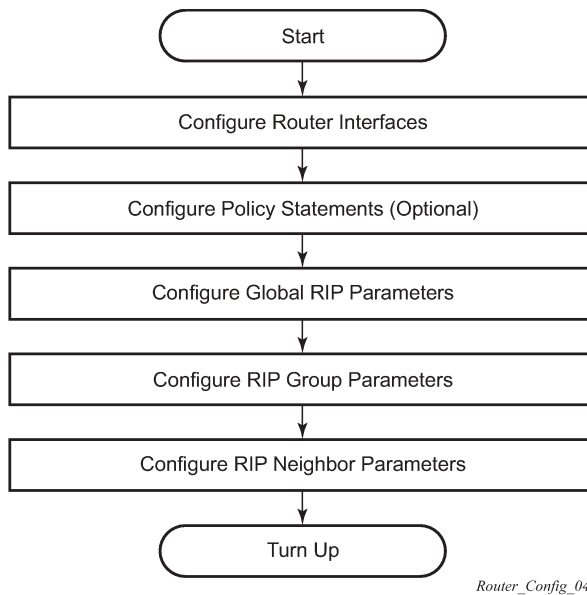 Start
Configure Router Interfaces
Configure Policy Statements (Optional)
Configure Global RIP Parameters
Configure RIP Group Parameters
Configure RIP Neighbor Parameters
Turn Up
Router_Config_04